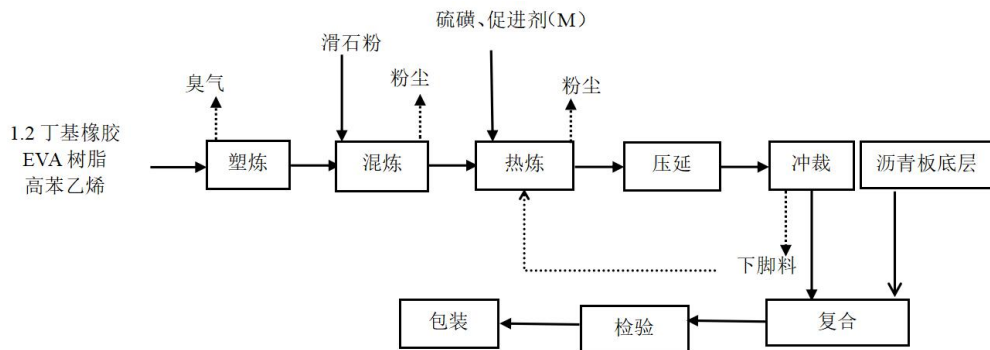 硫磺、促进剂（M）
滑石粉
臭气
粉尘
粉尘
1.2 丁基橡胶
EVA 树脂
高苯乙烯
塑炼
混炼
热炼
压延
冲裁
沥青板底层
下脚料
包装
检验
复合